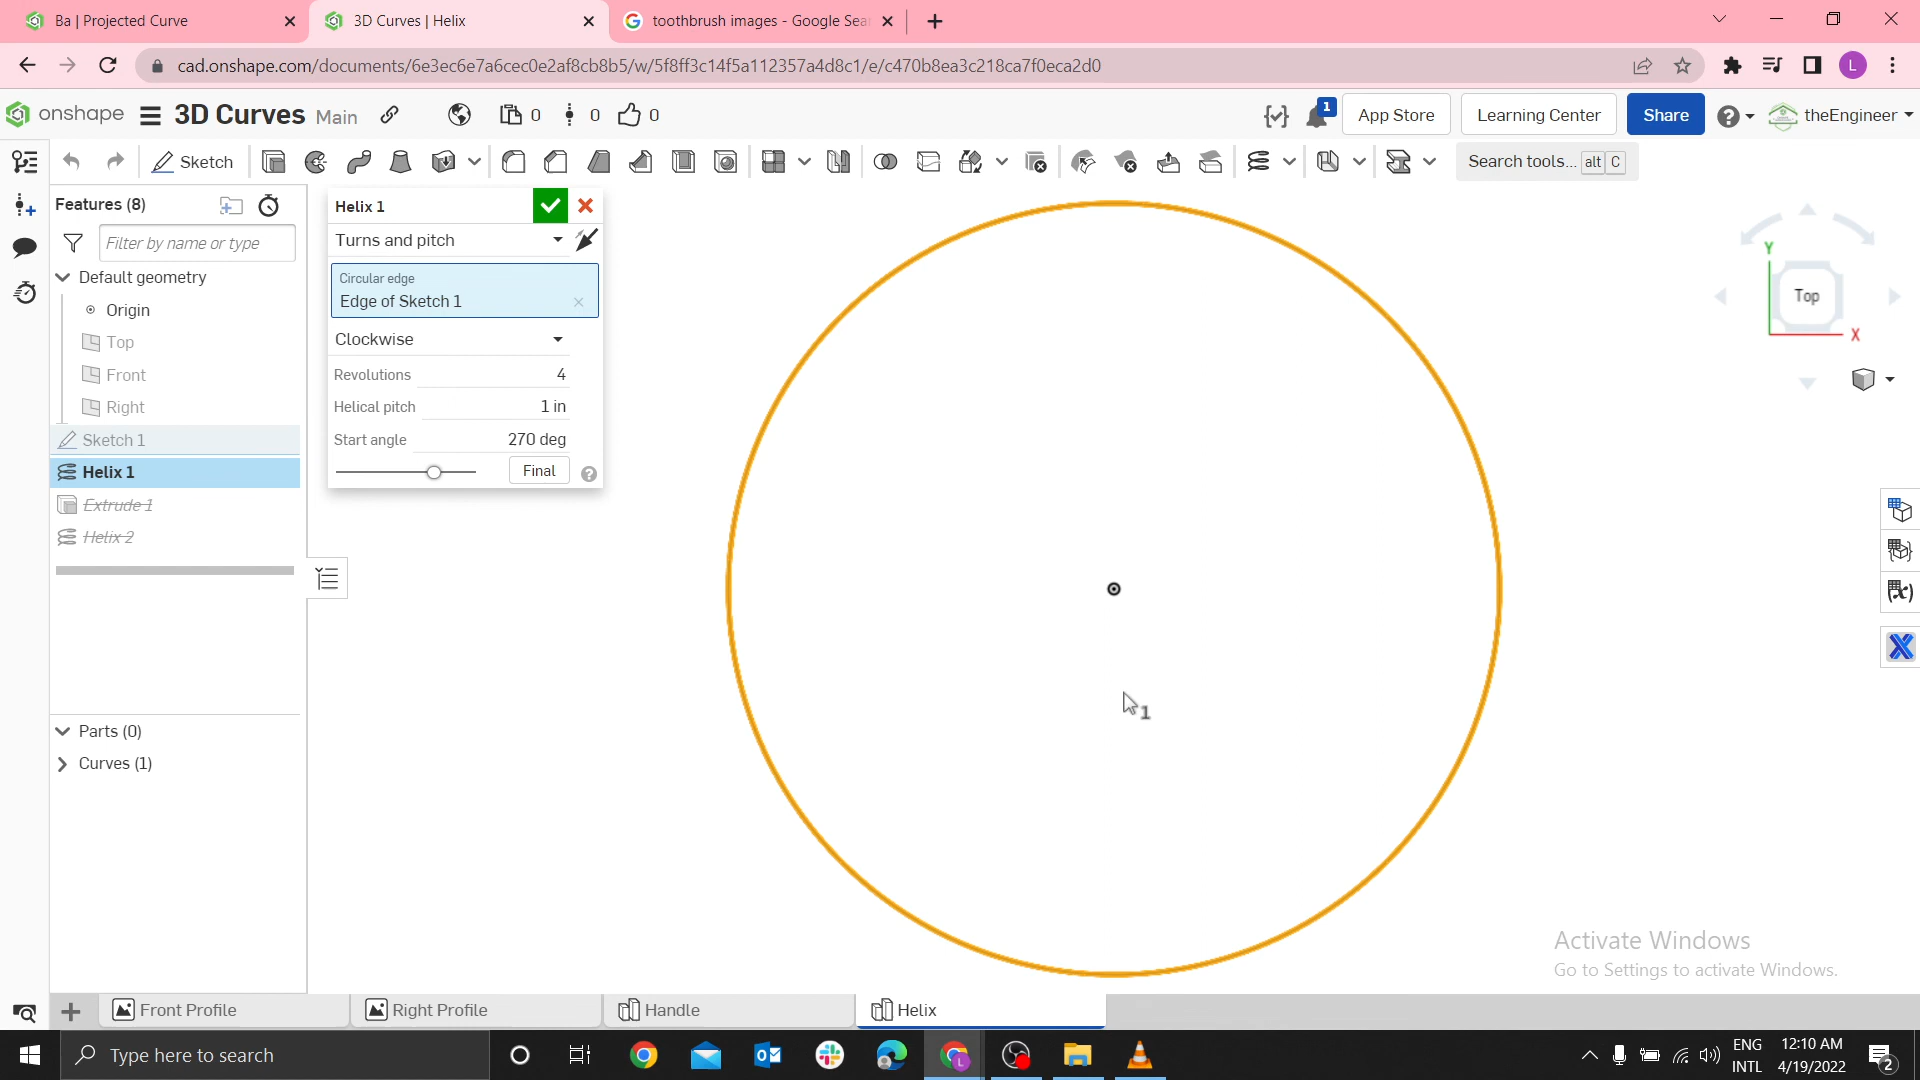 Ba | Projected Curve
3D Curves | Helix
toothbrush images - Google Sea
cad.onshape.com/documents/6e3ec6e7a6cec0e2af8cb8b5/w/5f8ff3c14f5a112357a4d8c1/e/c470b8ea3c218ca7f0eca2d0
L
onshape
3D Curves Main
0
0
0
1
App Store
Learning Center
Share
theEngineer
Sketch
Search tools... alt C
Features (8)
Filter by name or type
Default geometry
Origin
Top
Front
Right
Sketch 1
Helix 1
Extrude 1
Helix 2
Parts (0)
Curves (1)
Helix 1
Turns and pitch
Circular edge
Edge of Sketch 1
Clockwise
Revolutions 4
Helical pitch 1 in
Start angle 270 deg
Final
Y
Top
X
1
Activate Windows
Go to Settings to activate Windows.
Front Profile
Right Profile
Handle
Helix
Type here to search
ENG
INTL
12:10 AM
4/19/2022
2